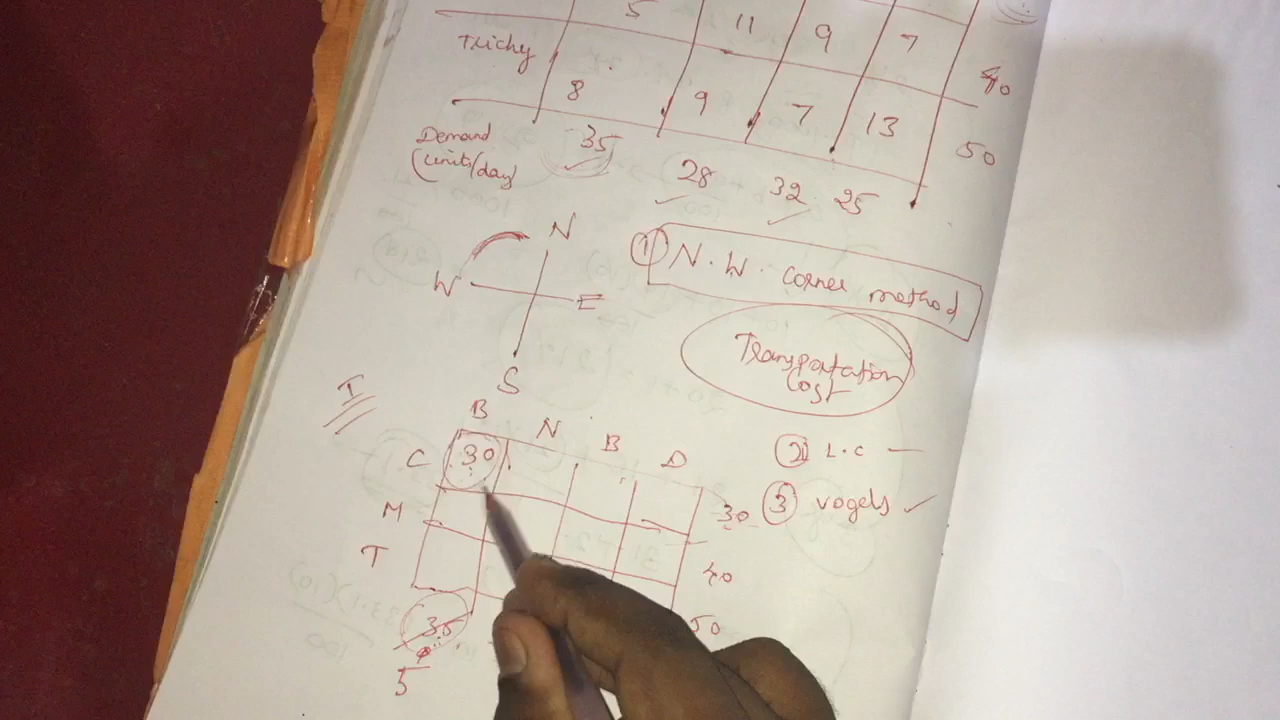 5 11 9 7 40
Trichy 8 9 7 13 50
Demand
(units/day) 35 28 32 25
N
W E
S
① N.W. Corner method
Transportation
Cost
② L.C —
③ vogels ✓
I
B N B D
C 30 30
M 40
T 50
35
5